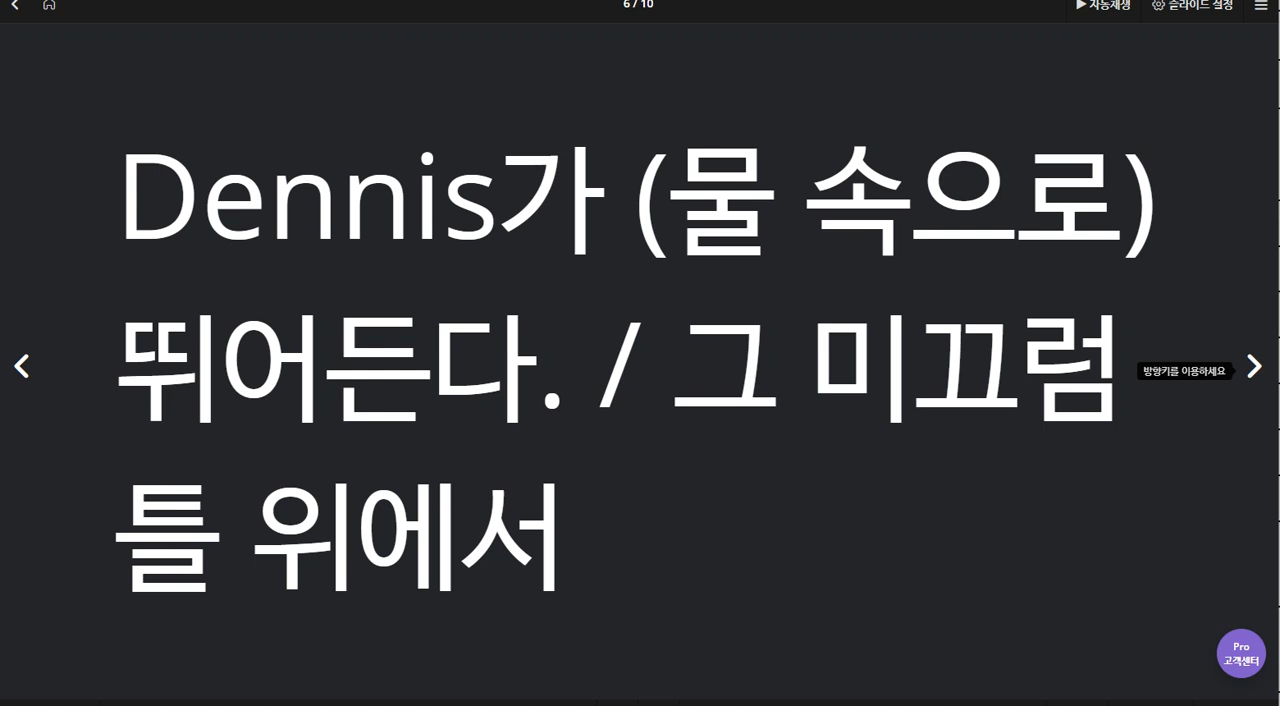 6 / 10
자동재생
슬라이드 설정
Dennis가 (물 속으로)
뛰어든다. / 그 미끄럼
틀 위에서
방향키를 이용하세요
Pro
고객센터